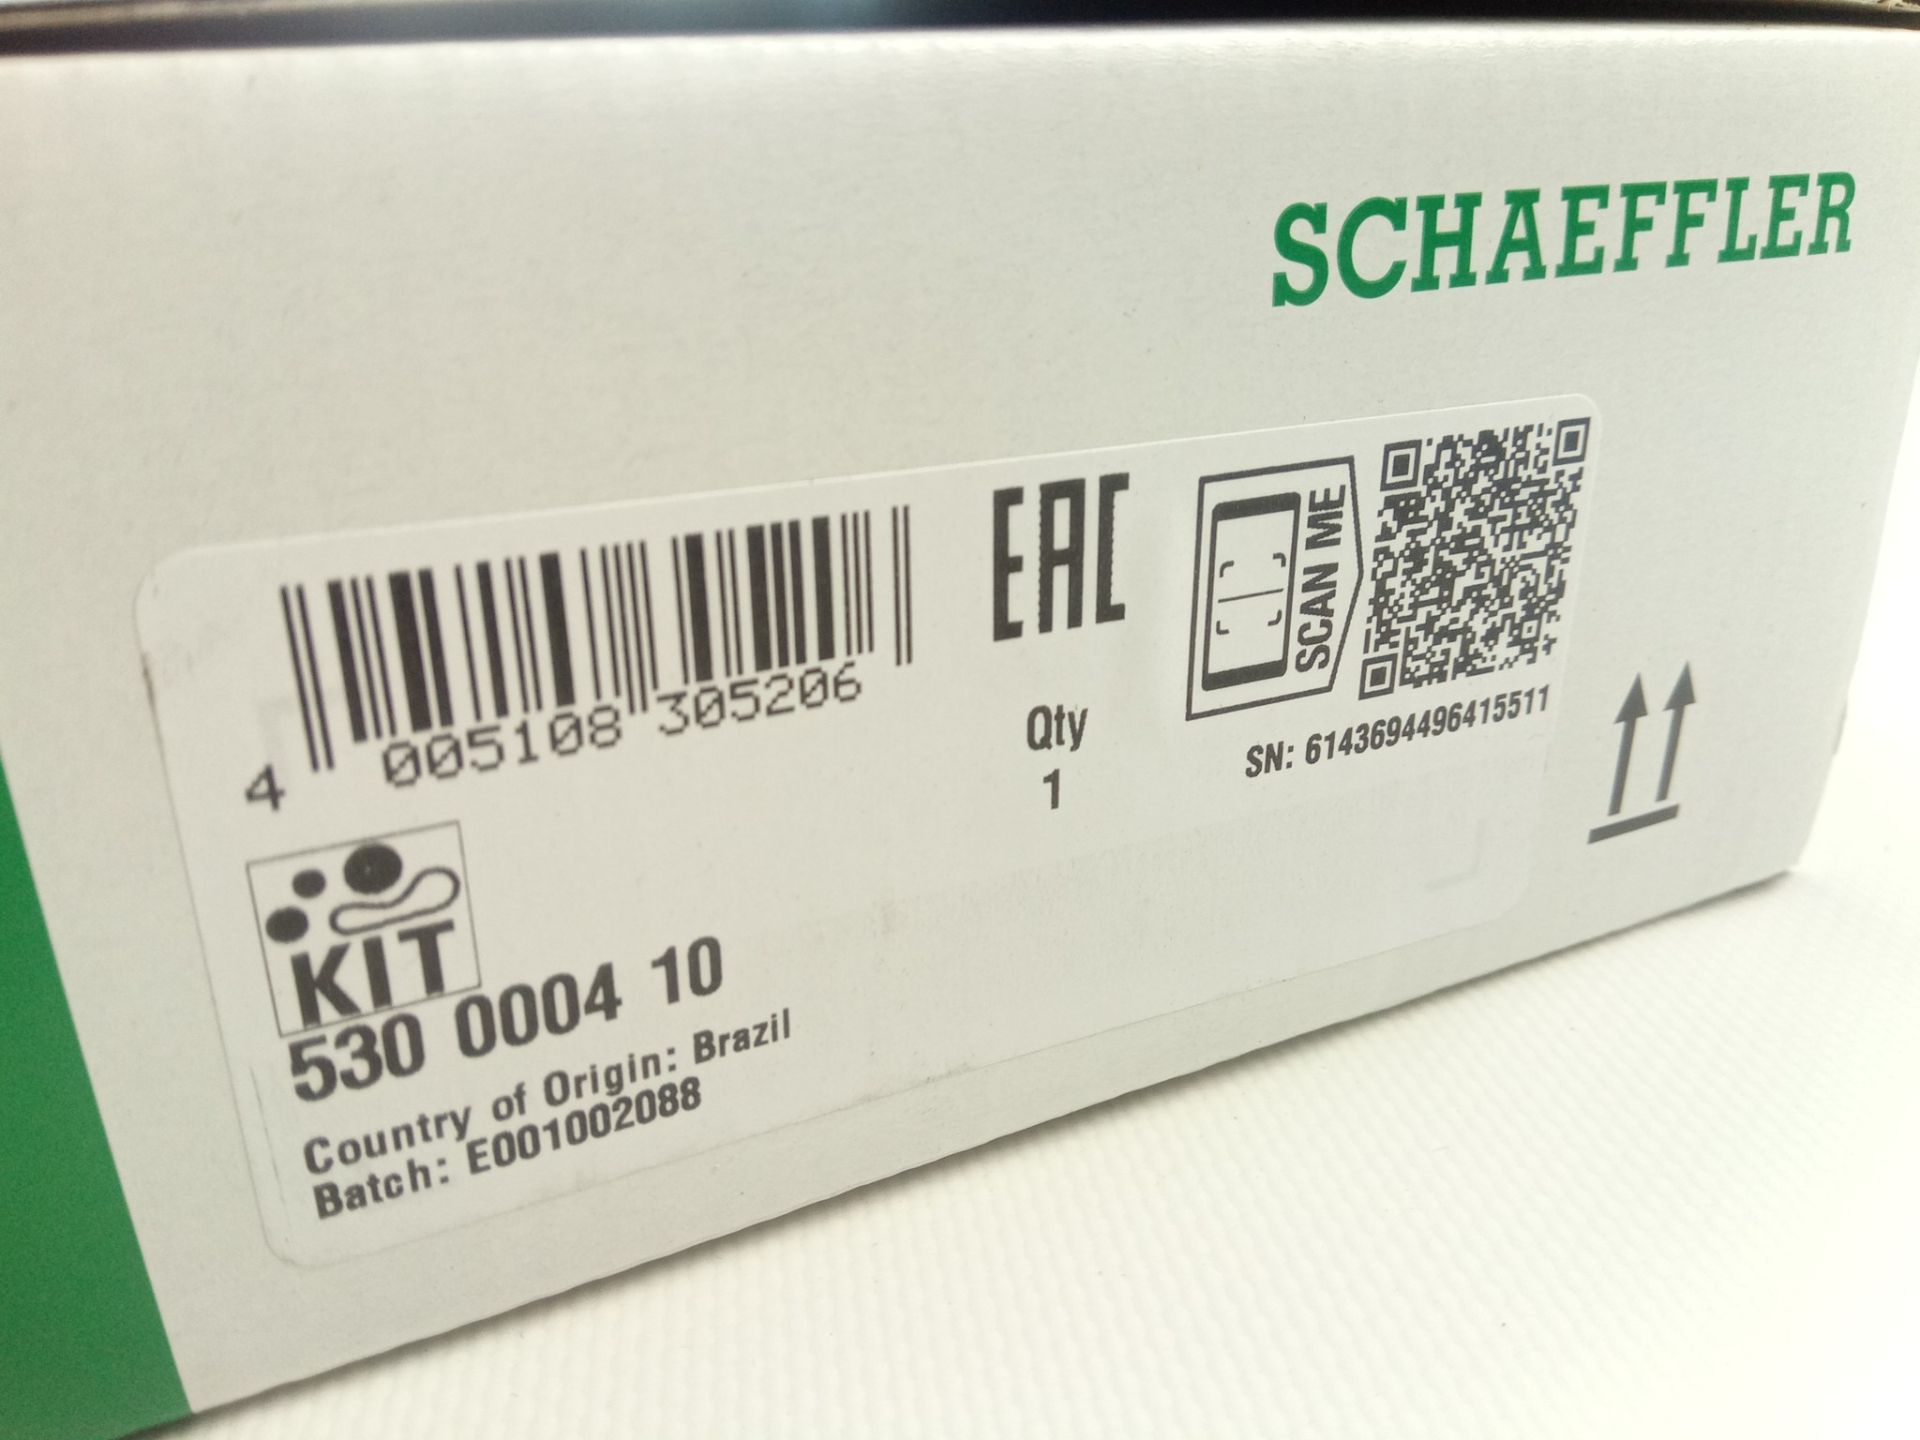 SCHAEFFLER
4 005108 305206
EAC
SCAN ME
Qty
1
SN: 6143694496415511
KIT
530 0004 10
Country of Origin: Brazil
Batch: E001002088